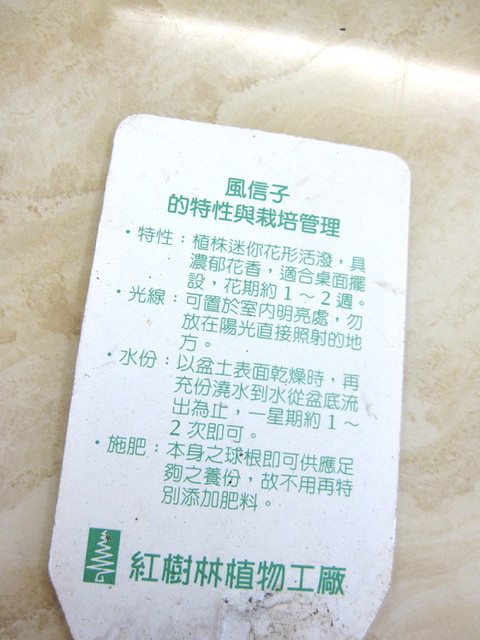 風信子
的特性與栽培管理
・特性：植株迷你花形活潑，具
濃郁花香，適合桌面擺
設，花期約1～2週。
・光線：可置於室內明亮處，勿
放在陽光直接照射的地
方。
・水份：以盆土表面乾燥時，再
充份澆水到水從盆底流
出為止，一星期約1～
2次即可。
・施肥：本身之球根即可供應足
夠之養份，故不用再特
別添加肥料。
紅樹林植物工廠